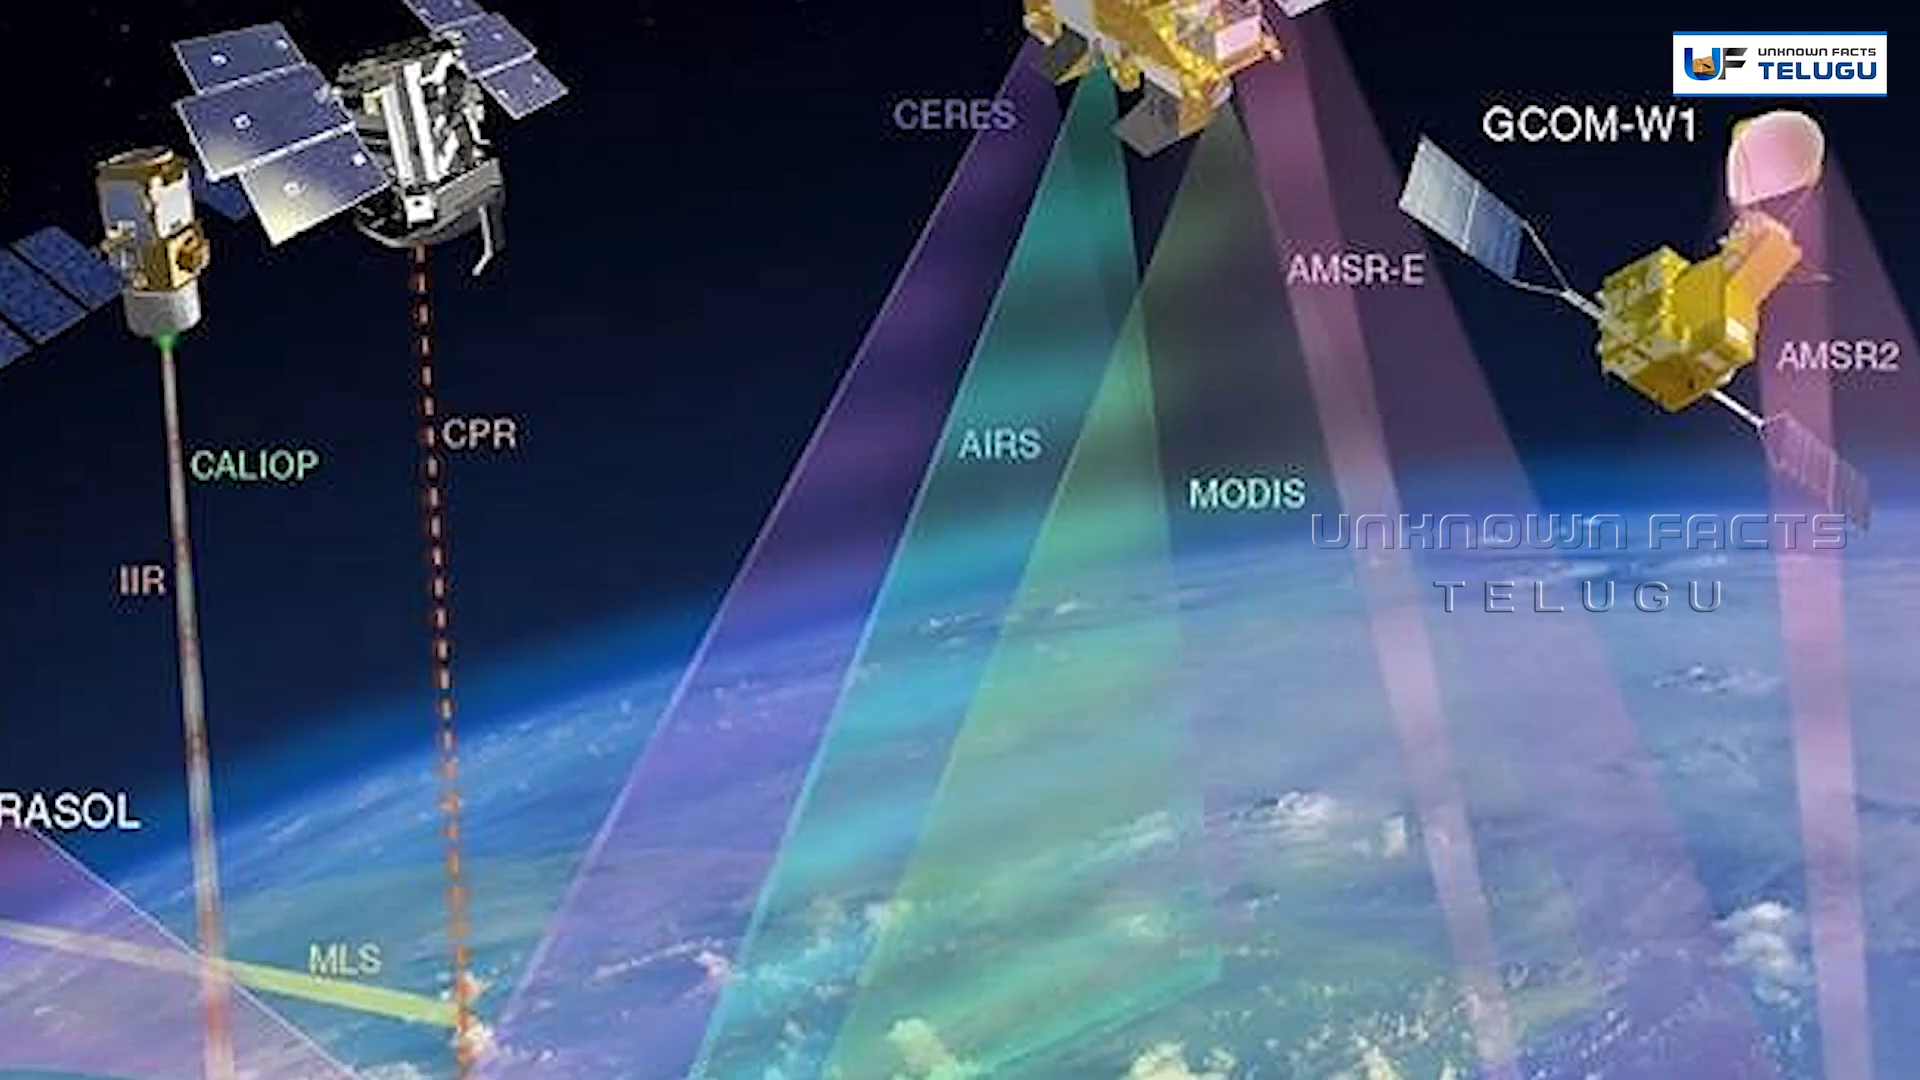 UNKNOWN FACTS
TELUGU
GCOM-W1
CERES
AMSR-E
AMSR2
CPR
AIRS
CALIOP
MODIS
UNKNOWN FACTS
TELUGU
IIR
RASOL
MLS